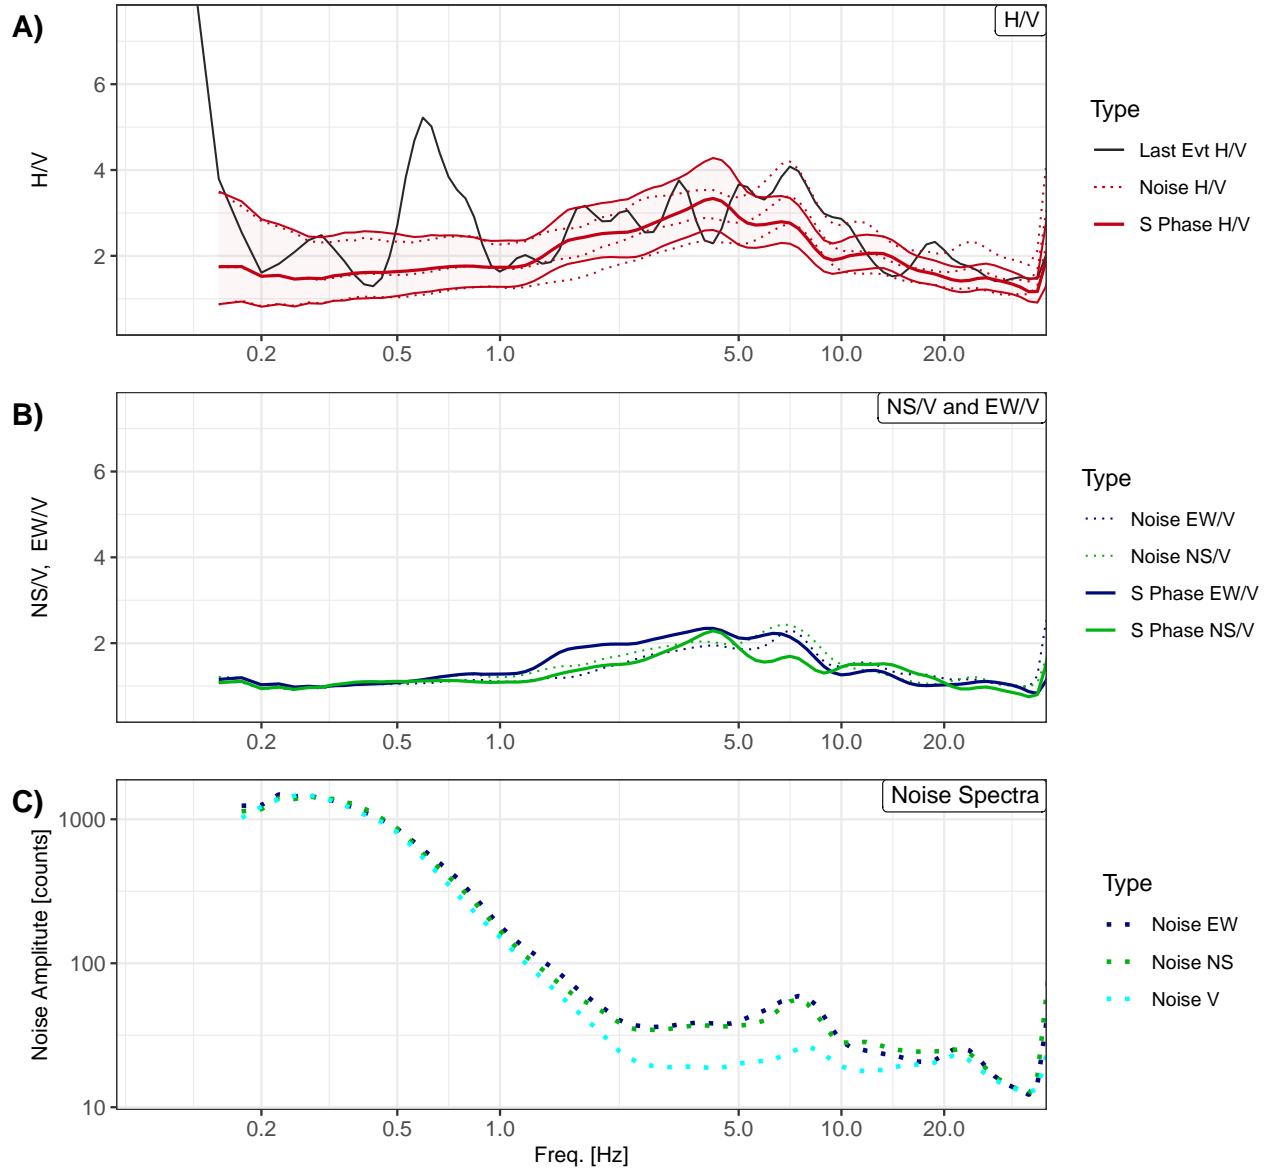 A)
H/V
6
4
2
H/V
0.2 0.5 1.0 5.0 10.0 20.0
Type
Last Evt H/V
Noise H/V
S Phase H/V
B)
NS/V and EW/V
6
4
2
NS/V, EW/V
0.2 0.5 1.0 5.0 10.0 20.0
Type
Noise EW/V
Noise NS/V
S Phase EW/V
S Phase NS/V
C)
Noise Spectra
1000
100
10
Noise Amplitute [counts]
0.2 0.5 1.0 5.0 10.0 20.0
Freq. [Hz]
Type
Noise EW
Noise NS
Noise V